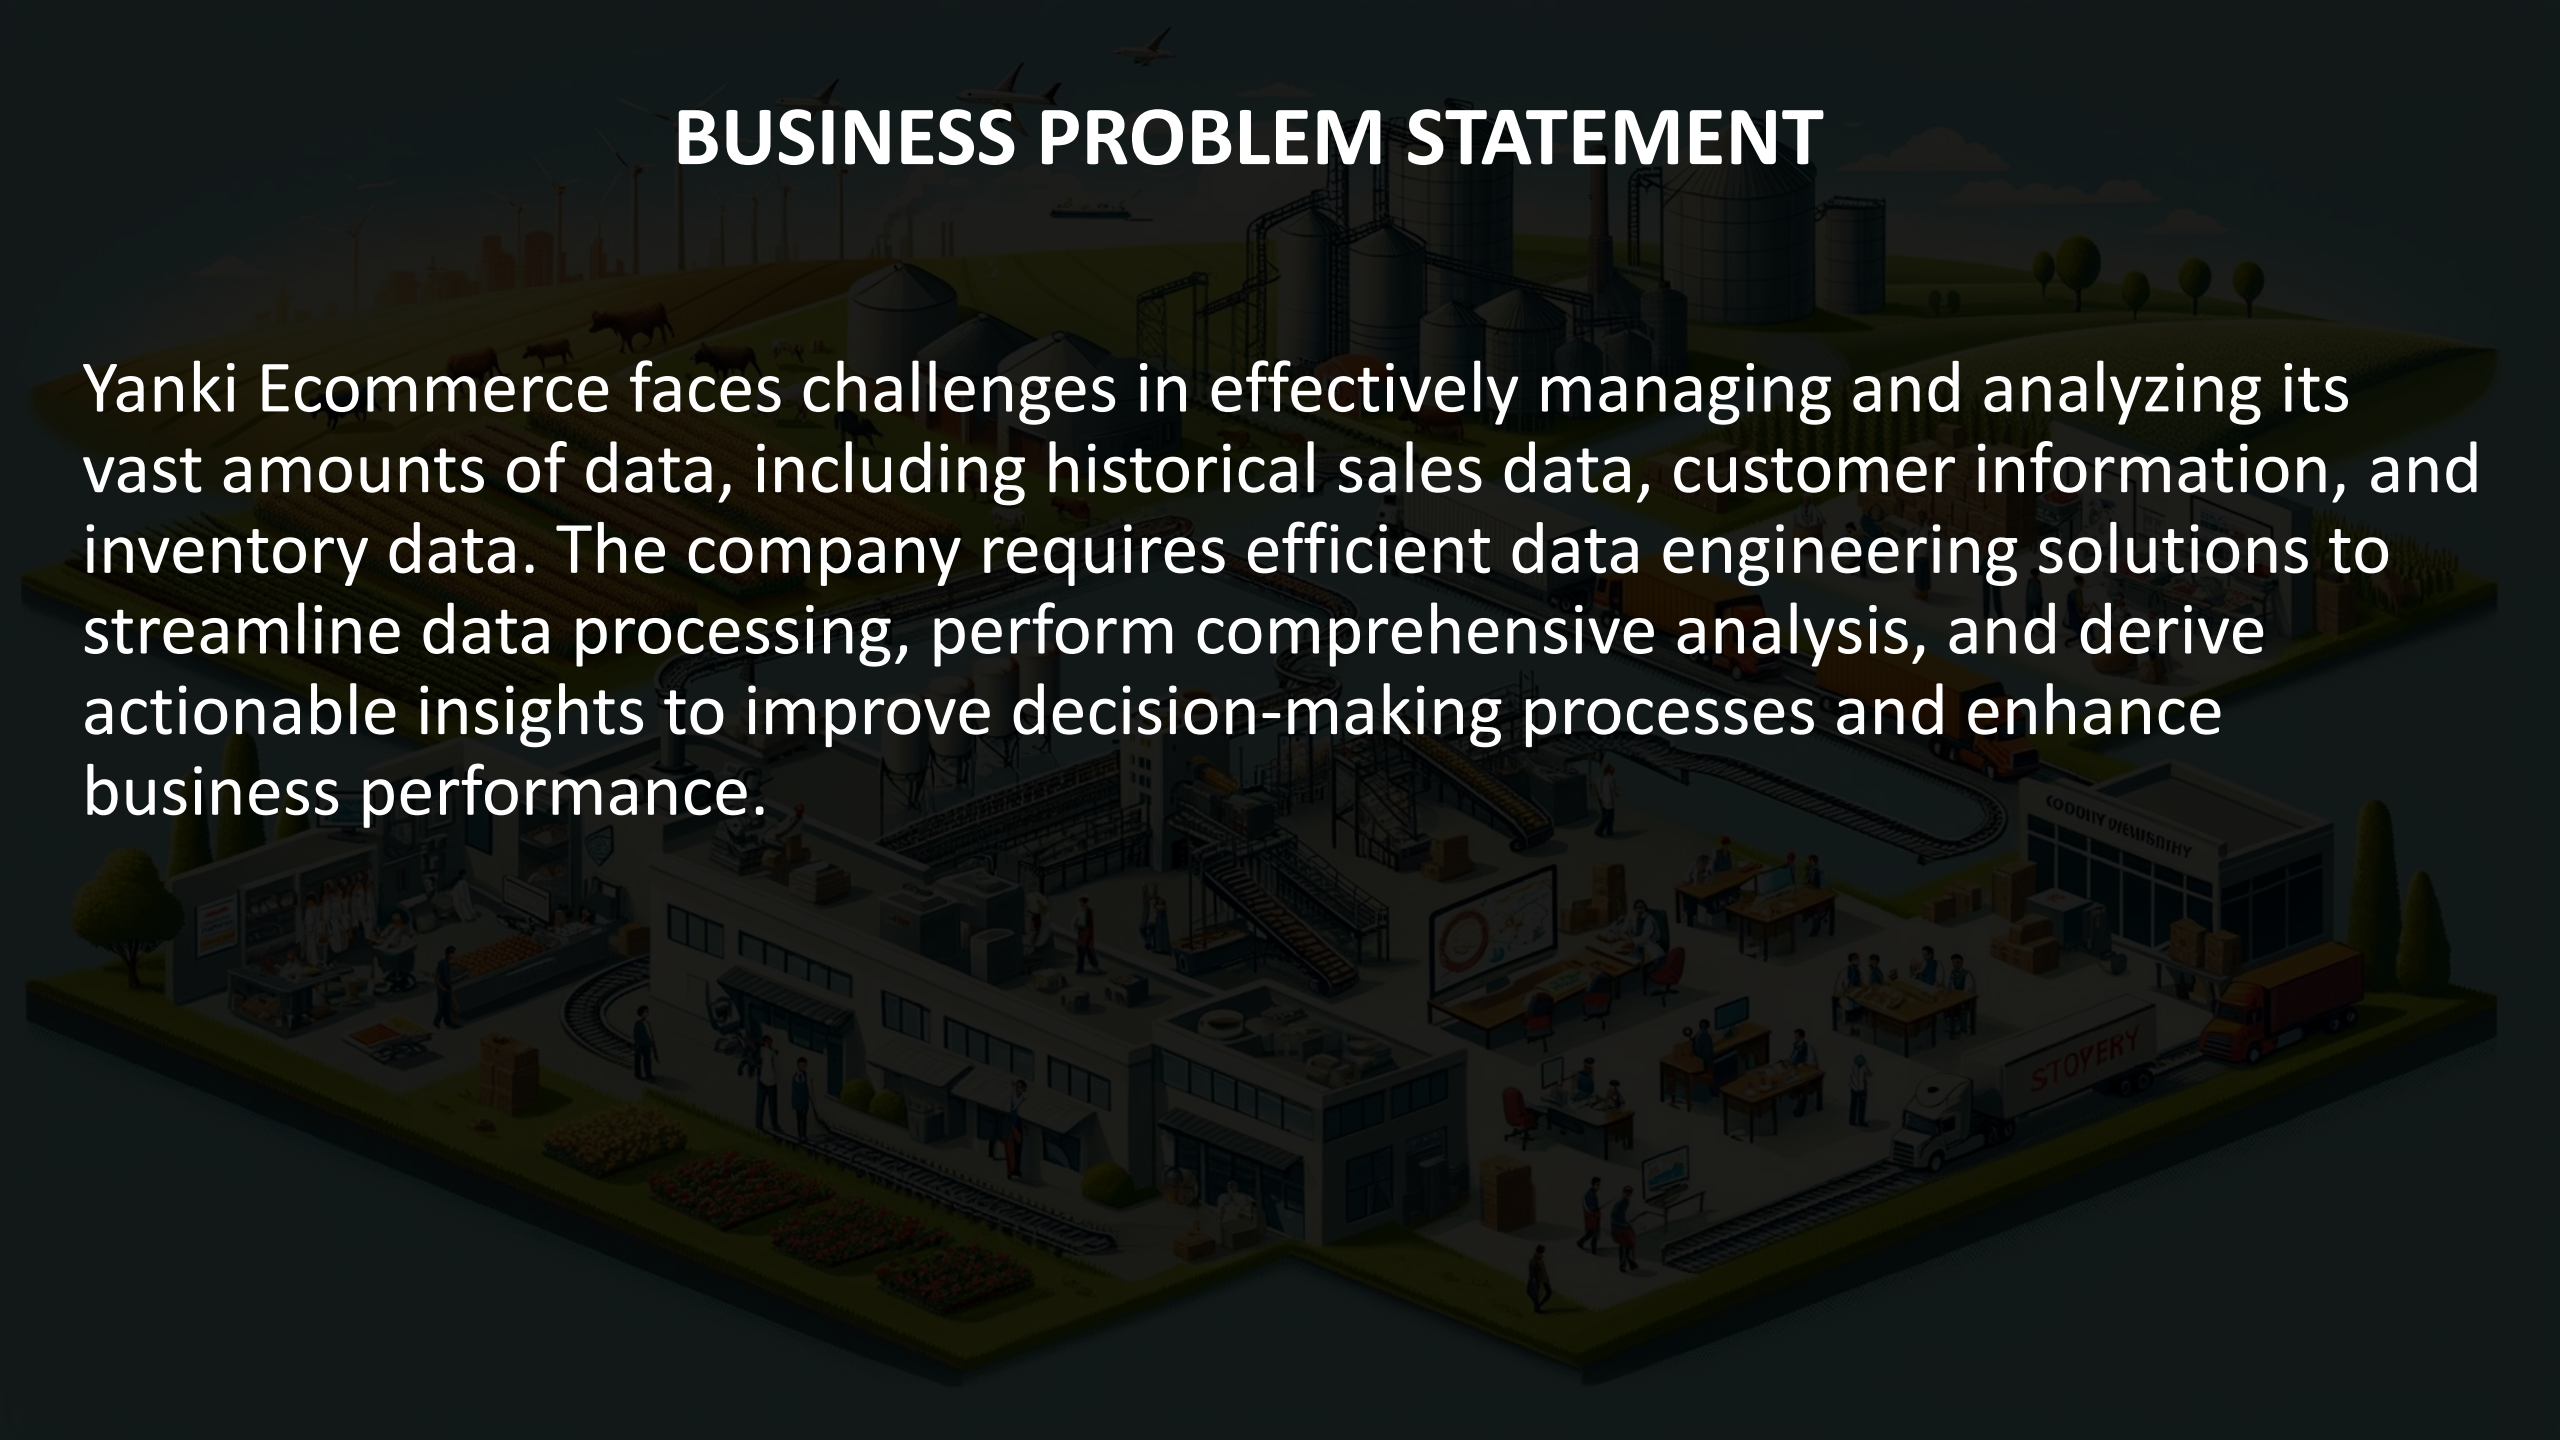 BUSINESS PROBLEM STATEMENT
Yanki Ecommerce faces challenges in effectively managing and analyzing its
vast amounts of data, including historical sales data, customer information, and
inventory data. The company requires efficient data engineering solutions to
streamline data processing, perform comprehensive analysis, and derive
actionable insights to improve decision-making processes and enhance
business performance.
STOYERY